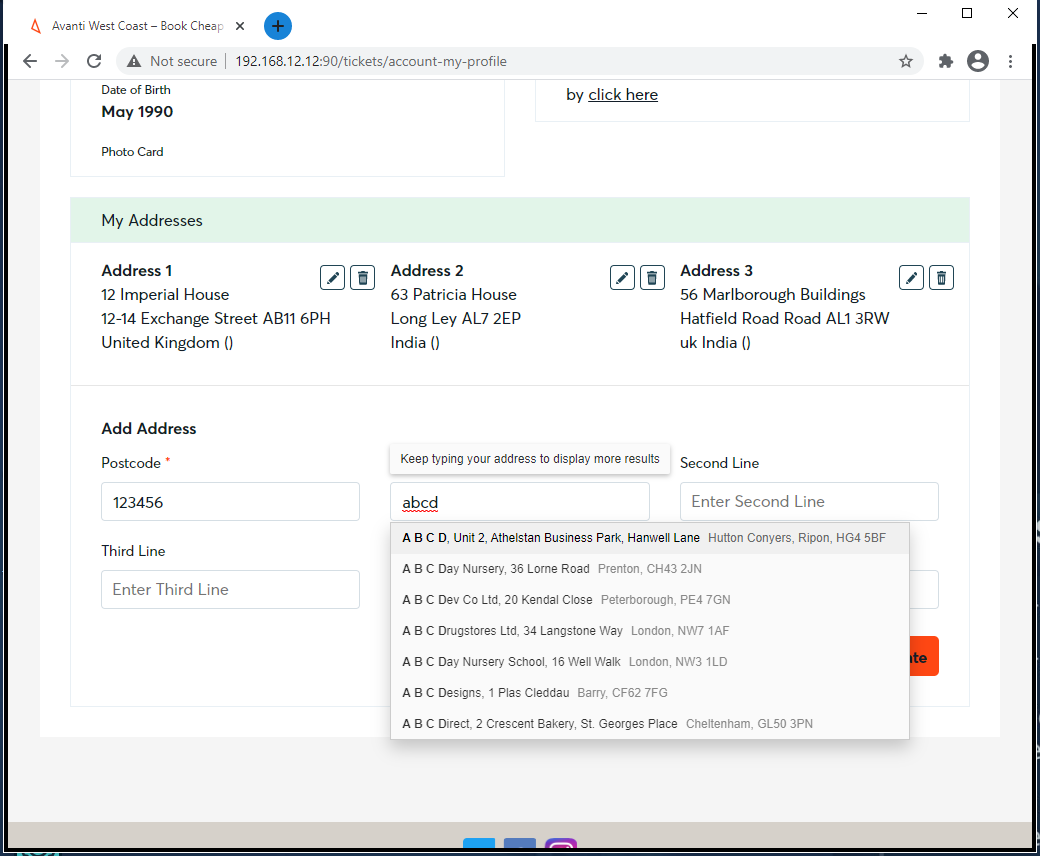 Avanti West Coast – Book Cheap
Not secure 192.168.12.12:90/tickets/account-my-profile
Date of Birth
May 1990
Photo Card
by click here
My Addresses
Address 1
12 Imperial House
12-14 Exchange Street AB11 6PH
United Kingdom ()
Address 2
63 Patricia House
Long Ley AL7 2EP
India ()
Address 3
56 Marlborough Buildings
Hatfield Road Road AL1 3RW
uk India ()
Add Address
Postcode *
123456
Keep typing your address to display more results
abcd
Second Line
Enter Second Line
A B C D, Unit 2, Athelstan Business Park, Hanwell Lane Hutton Conyers, Ripon, HG4 5BF
A B C Day Nursery, 36 Lorne Road Prenton, CH43 2JN
A B C Dev Co Ltd, 20 Kendal Close Peterborough, PE4 7GN
A B C Drugstores Ltd, 34 Langstone Way London, NW7 1AF
A B C Day Nursery School, 16 Well Walk London, NW3 1LD
A B C Designs, 1 Plas Cleddau Barry, CF62 7FG
A B C Direct, 2 Crescent Bakery, St. Georges Place Cheltenham, GL50 3PN
Third Line
Enter Third Line